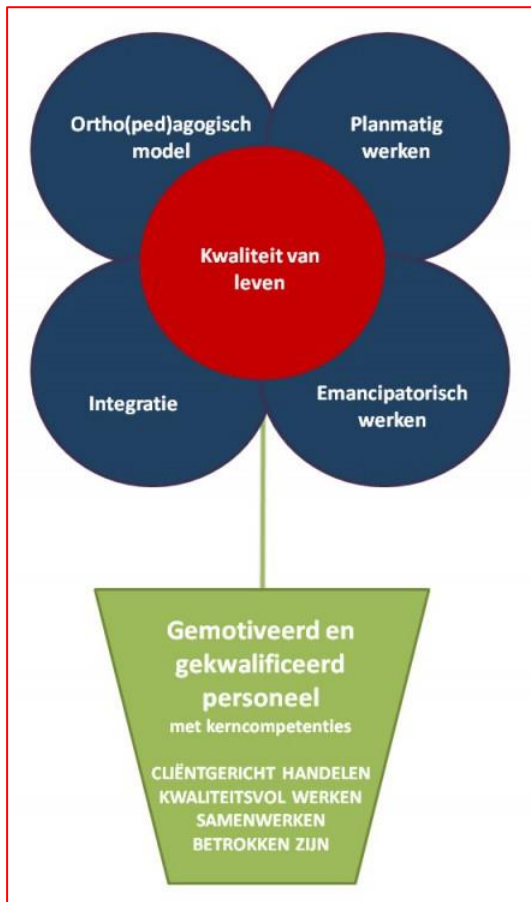 Ortho(ped)agogisch
model
Planmatig
werken
Kwaliteit van
leven
Integratie
Emancipatorisch
werken
Gemotiveerd en
gekwalificeerd
personeel
met kerncompetenties
CLIËNTGERICHT HANDELEN
KWALITEITSVOL WERKEN
SAMENWERKEN
BETROKKEN ZIJN